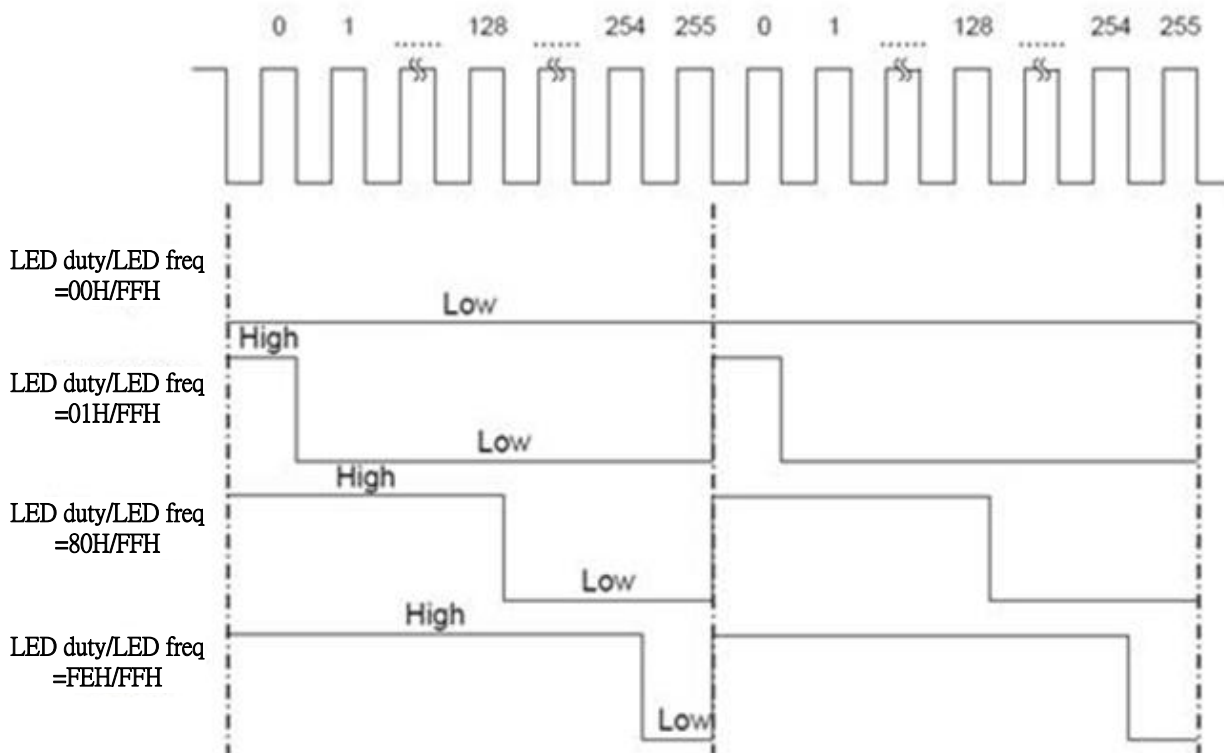 0 1 ...... 128 ...... 254 255 0 1 ...... 128 ...... 254 255
LED duty/LED freq
=00H/FFH
Low
High
LED duty/LED freq
=01H/FFH
Low
High
LED duty/LED freq
=80H/FFH
Low
High
LED duty/LED freq
=FEH/FFH
Low